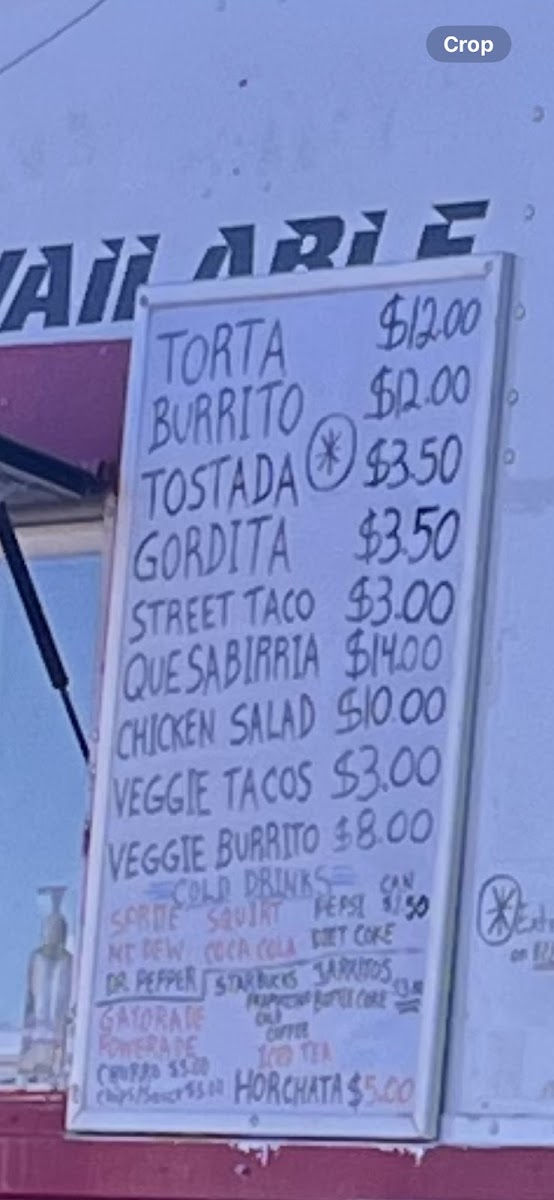 Crop
AVAILABLE
TORTA $12.00
BURRITO $12.00
TOSTADA * $3.50
GORDITA $3.50
STREET TACO $3.00
QUESABIRRIA $14.00
CHICKEN SALAD $10.00
VEGGIE TACOS $3.00
VEGGIE BURRITO $8.00
COLD DRINKS CAN
SPRITE SQUIRT PEPSI
MT DEW COCA COLA DIET COKE
DR. PEPPER STARBUCKS JARRITOS
BOTTLE COKE
COFFEE
GATORADE
POWERADE ICED TEA
CHURRO $5.00
HORCHATA $5.00
*